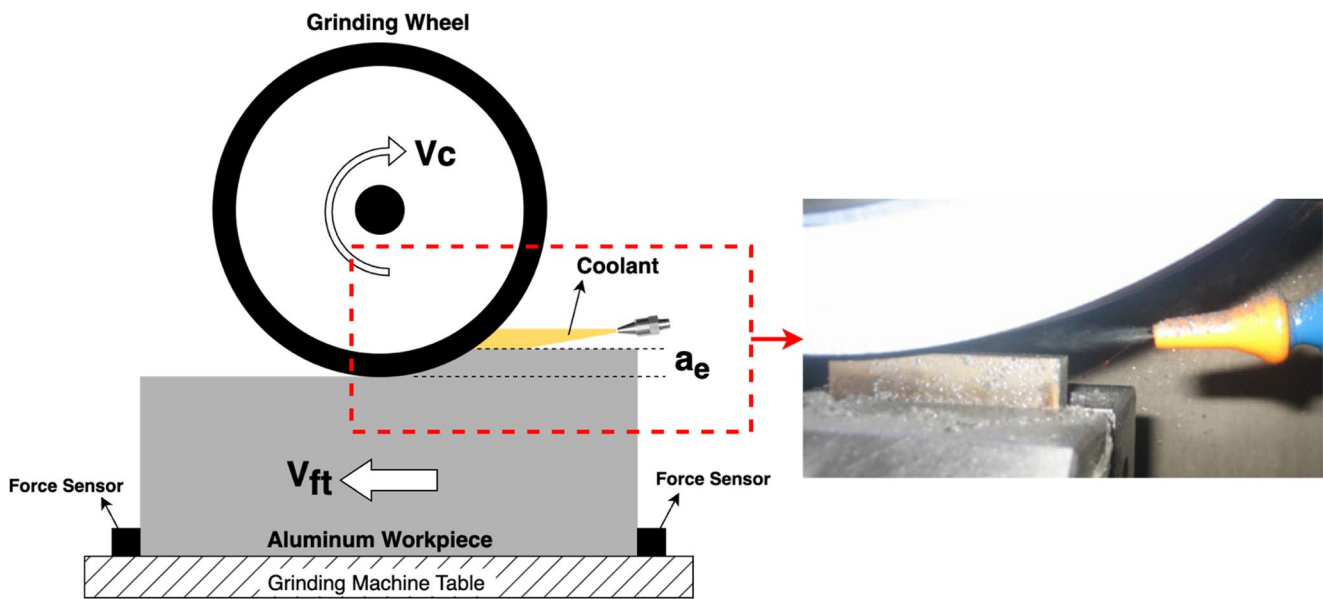 Grinding Wheel
Vc
Coolant
ae
Vft
Force Sensor
Force Sensor
Aluminum Workpiece
Grinding Machine Table